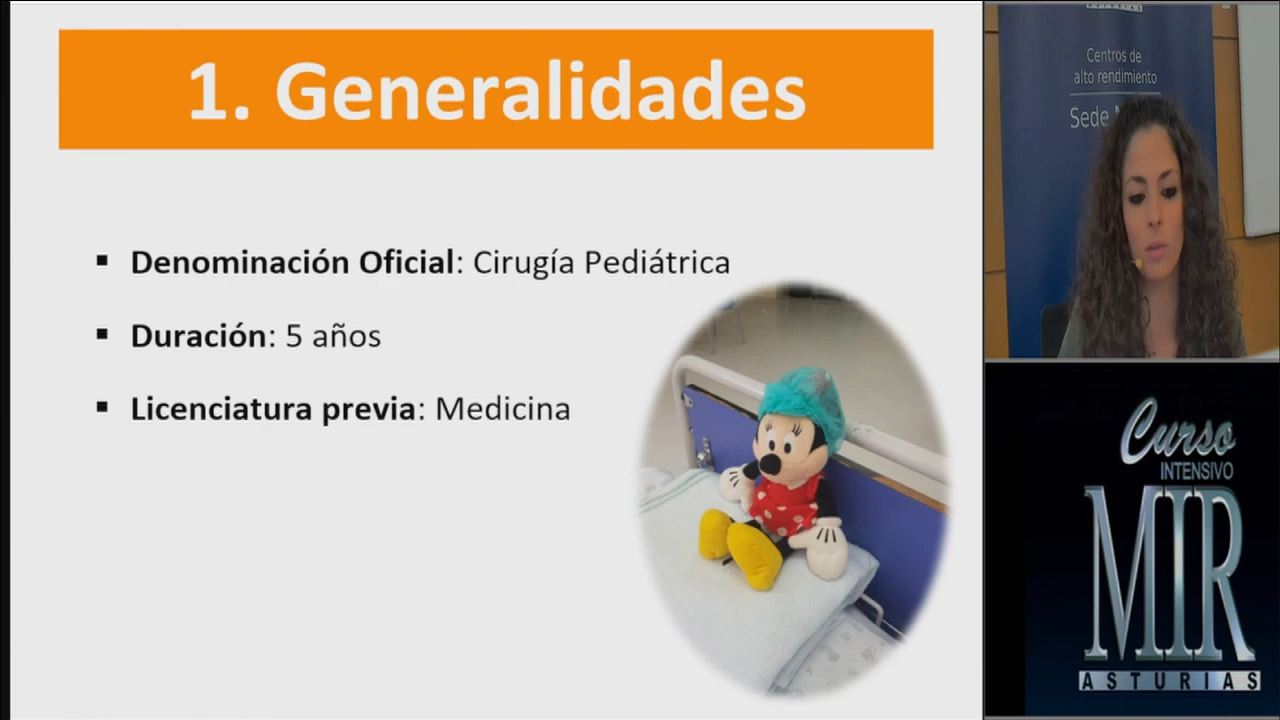 1. Generalidades
▪ Denominación Oficial: Cirugía Pediátrica
▪ Duración: 5 años
▪ Licenciatura previa: Medicina
Centros de
alto rendimiento
Sede
Curso
INTENSIVO
MIR
ASTURIAS